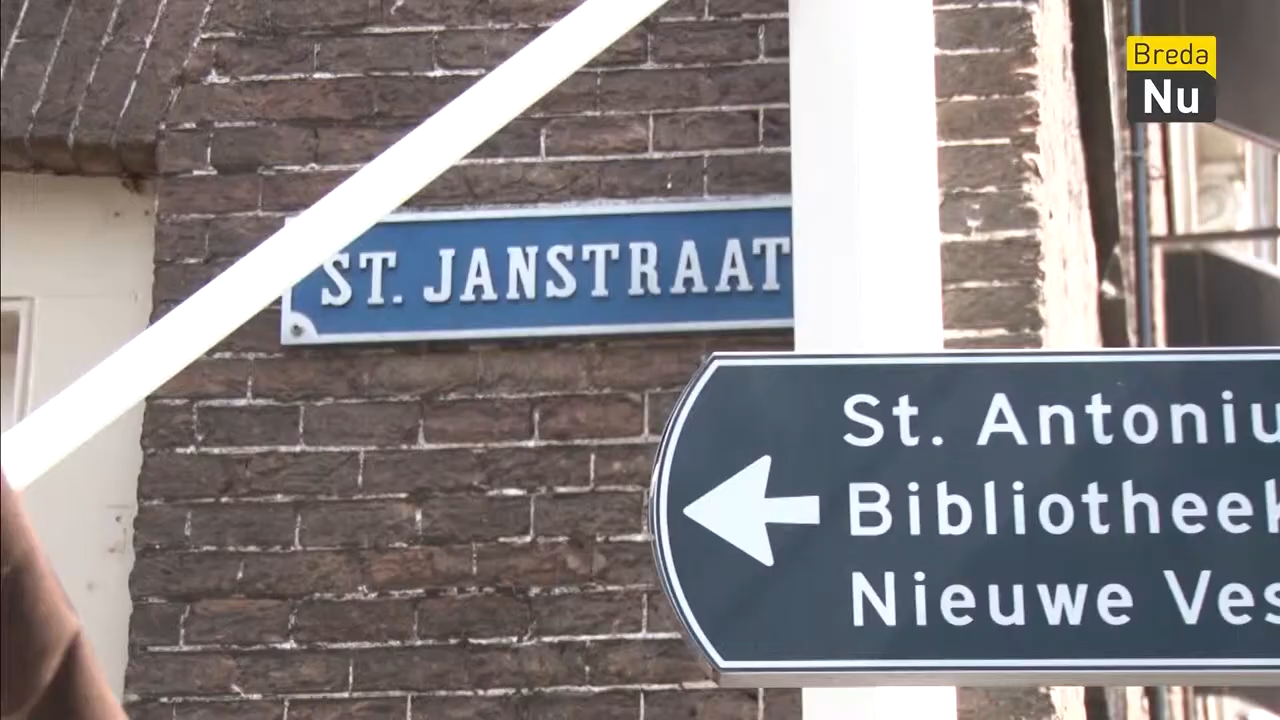 Breda
Nu
ST. JANSTRAAT
St. Antoniu
Bibliotheek
Nieuwe Ves